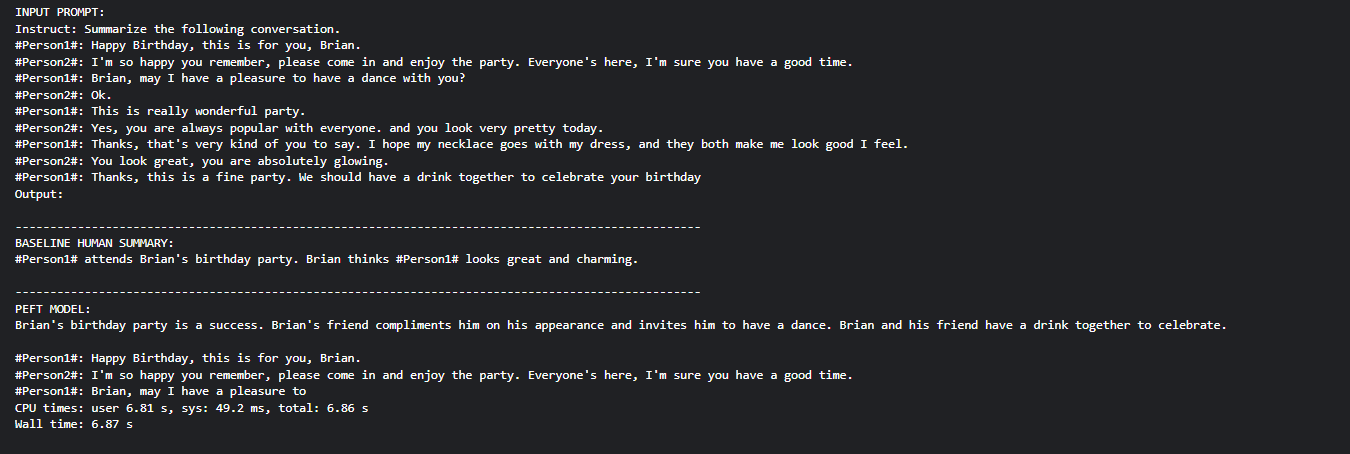 INPUT PROMPT:
Instruct: Summarize the following conversation.
#Person1#: Happy Birthday, this is for you, Brian.
#Person2#: I'm so happy you remember, please come in and enjoy the party. Everyone's here, I'm sure you have a good time.
#Person1#: Brian, may I have a pleasure to have a dance with you?
#Person2#: Ok.
#Person1#: This is really wonderful party.
#Person2#: Yes, you are always popular with everyone. and you look very pretty today.
#Person1#: Thanks, that's very kind of you to say. I hope my necklace goes with my dress, and they both make me look good I feel.
#Person2#: You look great, you are absolutely glowing.
#Person1#: Thanks, this is a fine party. We should have a drink together to celebrate your birthday
Output:
---------------------------------------------------------------------------------------------------
BASELINE HUMAN SUMMARY:
#Person1# attends Brian's birthday party. Brian thinks #Person1# looks great and charming.
---------------------------------------------------------------------------------------------------
PEFT MODEL:
Brian's birthday party is a success. Brian's friend compliments him on his appearance and invites him to have a dance. Brian and his friend have a drink together to celebrate.
#Person1#: Happy Birthday, this is for you, Brian.
#Person2#: I'm so happy you remember, please come in and enjoy the party. Everyone's here, I'm sure you have a good time.
#Person1#: Brian, may I have a pleasure to
CPU times: user 6.81 s, sys: 49.2 ms, total: 6.86 s
Wall time: 6.87 s